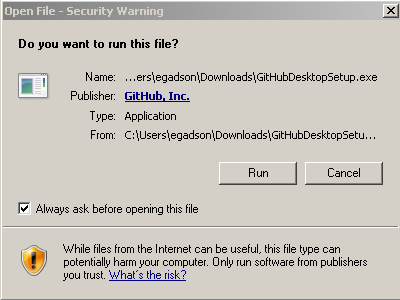 Open File - Security Warning
Do you want to run this file?
Name: ...ers\egadson\Downloads\GitHubDesktopSetup.exe
Publisher: GitHub, Inc.
Type: Application
From: C:\Users\egadson\Downloads\GitHubDesktopSetu...
Run Cancel
Always ask before opening this file
While files from the Internet can be useful, this file type can
potentially harm your computer. Only run software from publishers
you trust. What's the risk?